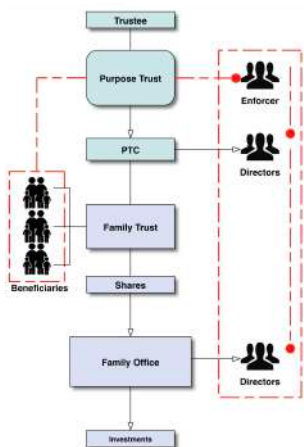 Trustee
Purpose Trust
Enforcer
PTC
Directors
Family Trust
Beneficiaries
Shares
Family Office
Directors
Investments